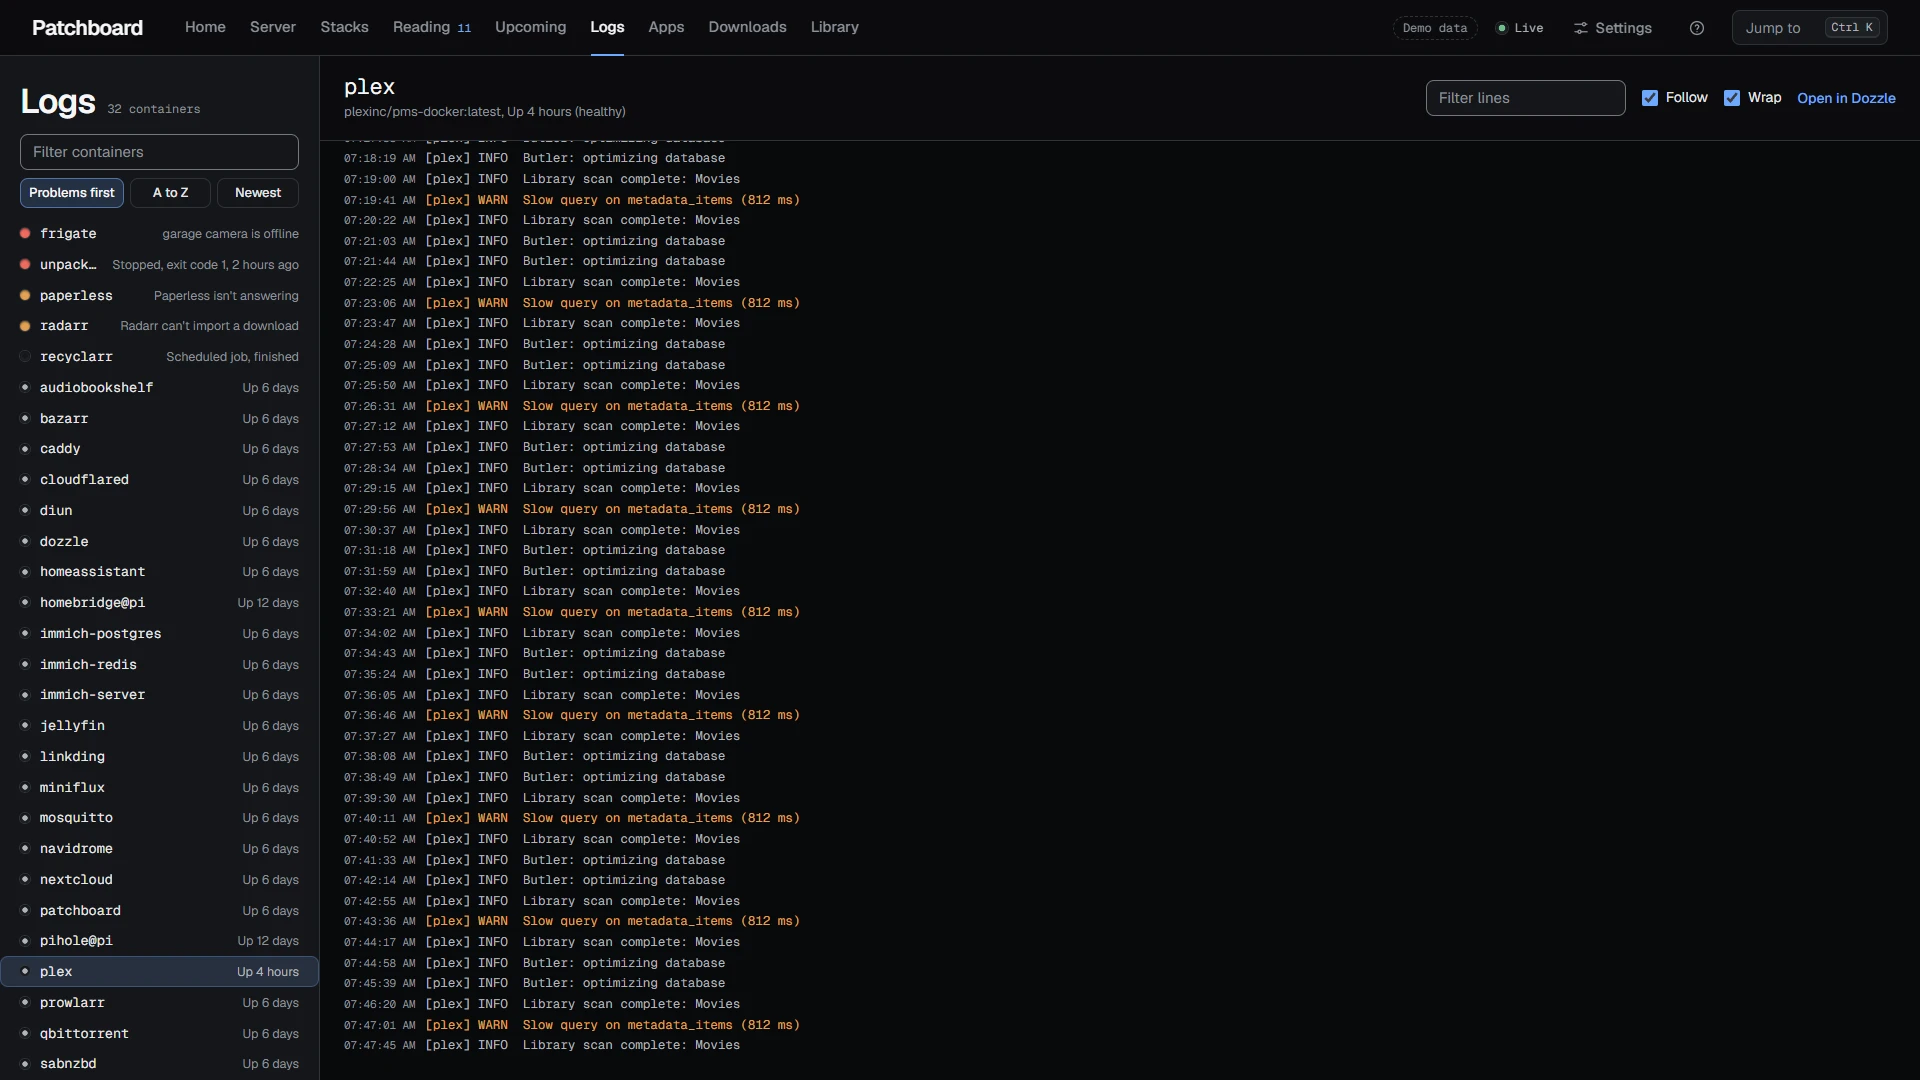 Patchboard Home Server Stacks Reading 11 Upcoming Logs Apps Downloads Library Demo data Live Settings Jump to Ctrl K
Logs 32 containers
Filter containers
Problems first A to Z Newest
frigate garage camera is offline
unpack… Stopped, exit code 1, 2 hours ago
paperless Paperless isn't answering
radarr Radarr can't import a download
recyclarr Scheduled job, finished
audiobookshelf Up 6 days
bazarr Up 6 days
caddy Up 6 days
cloudflared Up 6 days
diun Up 6 days
dozzle Up 6 days
homeassistant Up 6 days
homebridge@pi Up 12 days
immich-postgres Up 6 days
immich-redis Up 6 days
immich-server Up 6 days
jellyfin Up 6 days
linkding Up 6 days
miniflux Up 6 days
mosquitto Up 6 days
navidrome Up 6 days
nextcloud Up 6 days
patchboard Up 6 days
pihole@pi Up 12 days
plex Up 4 hours
prowlarr Up 6 days
qbittorrent Up 6 days
sabnzbd Up 6 days
plex
plexinc/pms-docker:latest, Up 4 hours (healthy)
Filter lines Follow Wrap Open in Dozzle
07:18:19 AM [plex] INFO Butler: optimizing database
07:19:00 AM [plex] INFO Library scan complete: Movies
07:19:41 AM [plex] WARN Slow query on metadata_items (812 ms)
07:20:22 AM [plex] INFO Library scan complete: Movies
07:21:03 AM [plex] INFO Butler: optimizing database
07:21:44 AM [plex] INFO Butler: optimizing database
07:22:25 AM [plex] INFO Library scan complete: Movies
07:23:06 AM [plex] WARN Slow query on metadata_items (812 ms)
07:23:47 AM [plex] INFO Library scan complete: Movies
07:24:28 AM [plex] INFO Butler: optimizing database
07:25:09 AM [plex] INFO Butler: optimizing database
07:25:50 AM [plex] INFO Library scan complete: Movies
07:26:31 AM [plex] WARN Slow query on metadata_items (812 ms)
07:27:12 AM [plex] INFO Library scan complete: Movies
07:27:53 AM [plex] INFO Butler: optimizing database
07:28:34 AM [plex] INFO Butler: optimizing database
07:29:15 AM [plex] INFO Library scan complete: Movies
07:29:56 AM [plex] WARN Slow query on metadata_items (812 ms)
07:30:37 AM [plex] INFO Library scan complete: Movies
07:31:18 AM [plex] INFO Butler: optimizing database
07:31:59 AM [plex] INFO Butler: optimizing database
07:32:40 AM [plex] INFO Library scan complete: Movies
07:33:21 AM [plex] WARN Slow query on metadata_items (812 ms)
07:34:02 AM [plex] INFO Library scan complete: Movies
07:34:43 AM [plex] INFO Butler: optimizing database
07:35:24 AM [plex] INFO Butler: optimizing database
07:36:05 AM [plex] INFO Library scan complete: Movies
07:36:46 AM [plex] WARN Slow query on metadata_items (812 ms)
07:37:27 AM [plex] INFO Library scan complete: Movies
07:38:08 AM [plex] INFO Butler: optimizing database
07:38:49 AM [plex] INFO Butler: optimizing database
07:39:30 AM [plex] INFO Library scan complete: Movies
07:40:11 AM [plex] WARN Slow query on metadata_items (812 ms)
07:40:52 AM [plex] INFO Library scan complete: Movies
07:41:33 AM [plex] INFO Butler: optimizing database
07:42:14 AM [plex] INFO Butler: optimizing database
07:42:55 AM [plex] INFO Library scan complete: Movies
07:43:36 AM [plex] WARN Slow query on metadata_items (812 ms)
07:44:17 AM [plex] INFO Library scan complete: Movies
07:44:58 AM [plex] INFO Butler: optimizing database
07:45:39 AM [plex] INFO Butler: optimizing database
07:46:20 AM [plex] INFO Library scan complete: Movies
07:47:01 AM [plex] WARN Slow query on metadata_items (812 ms)
07:47:45 AM [plex] INFO Library scan complete: Movies